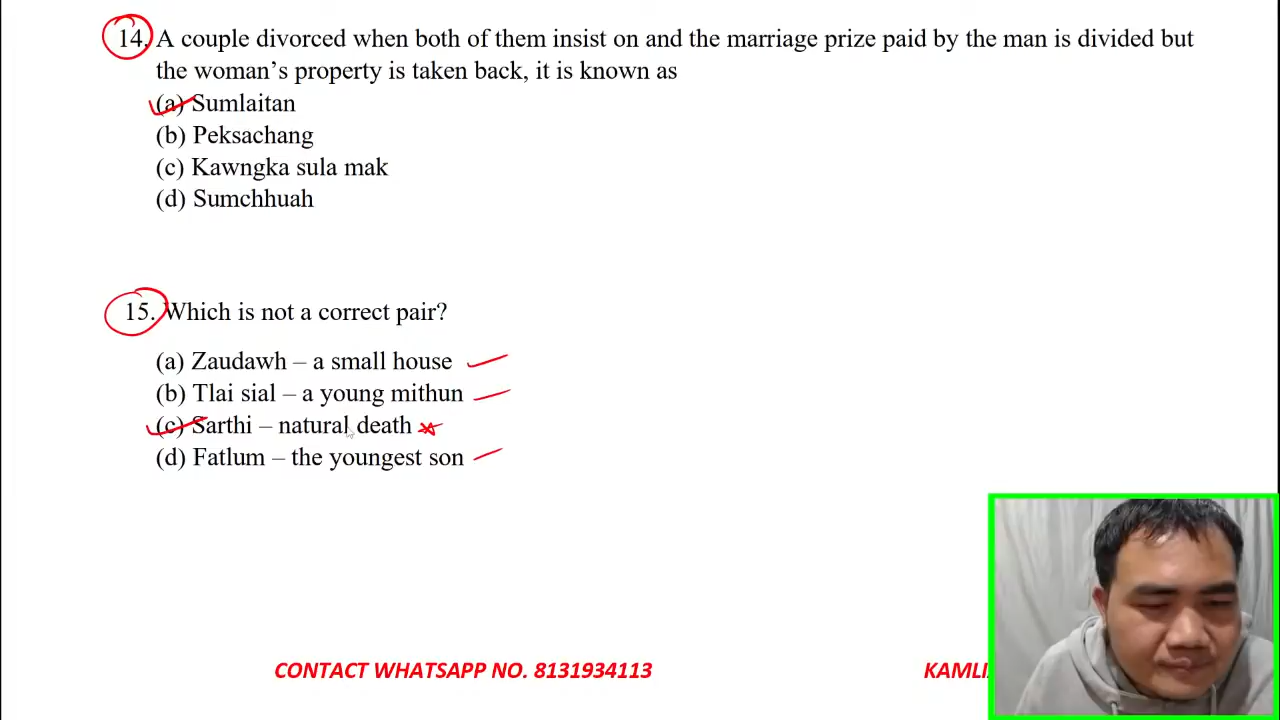 14. A couple divorced when both of them insist on and the marriage prize paid by the man is divided but
the woman's property is taken back, it is known as
(a) Sumlaitan
(b) Peksachang
(c) Kawngka sula mak
(d) Sumchhuah
15. Which is not a correct pair?
(a) Zaudawh – a small house
(b) Tlai sial – a young mithun
(c) Sarthi – natural death
(d) Fatlum – the youngest son
CONTACT WHATSAPP NO. 8131934113